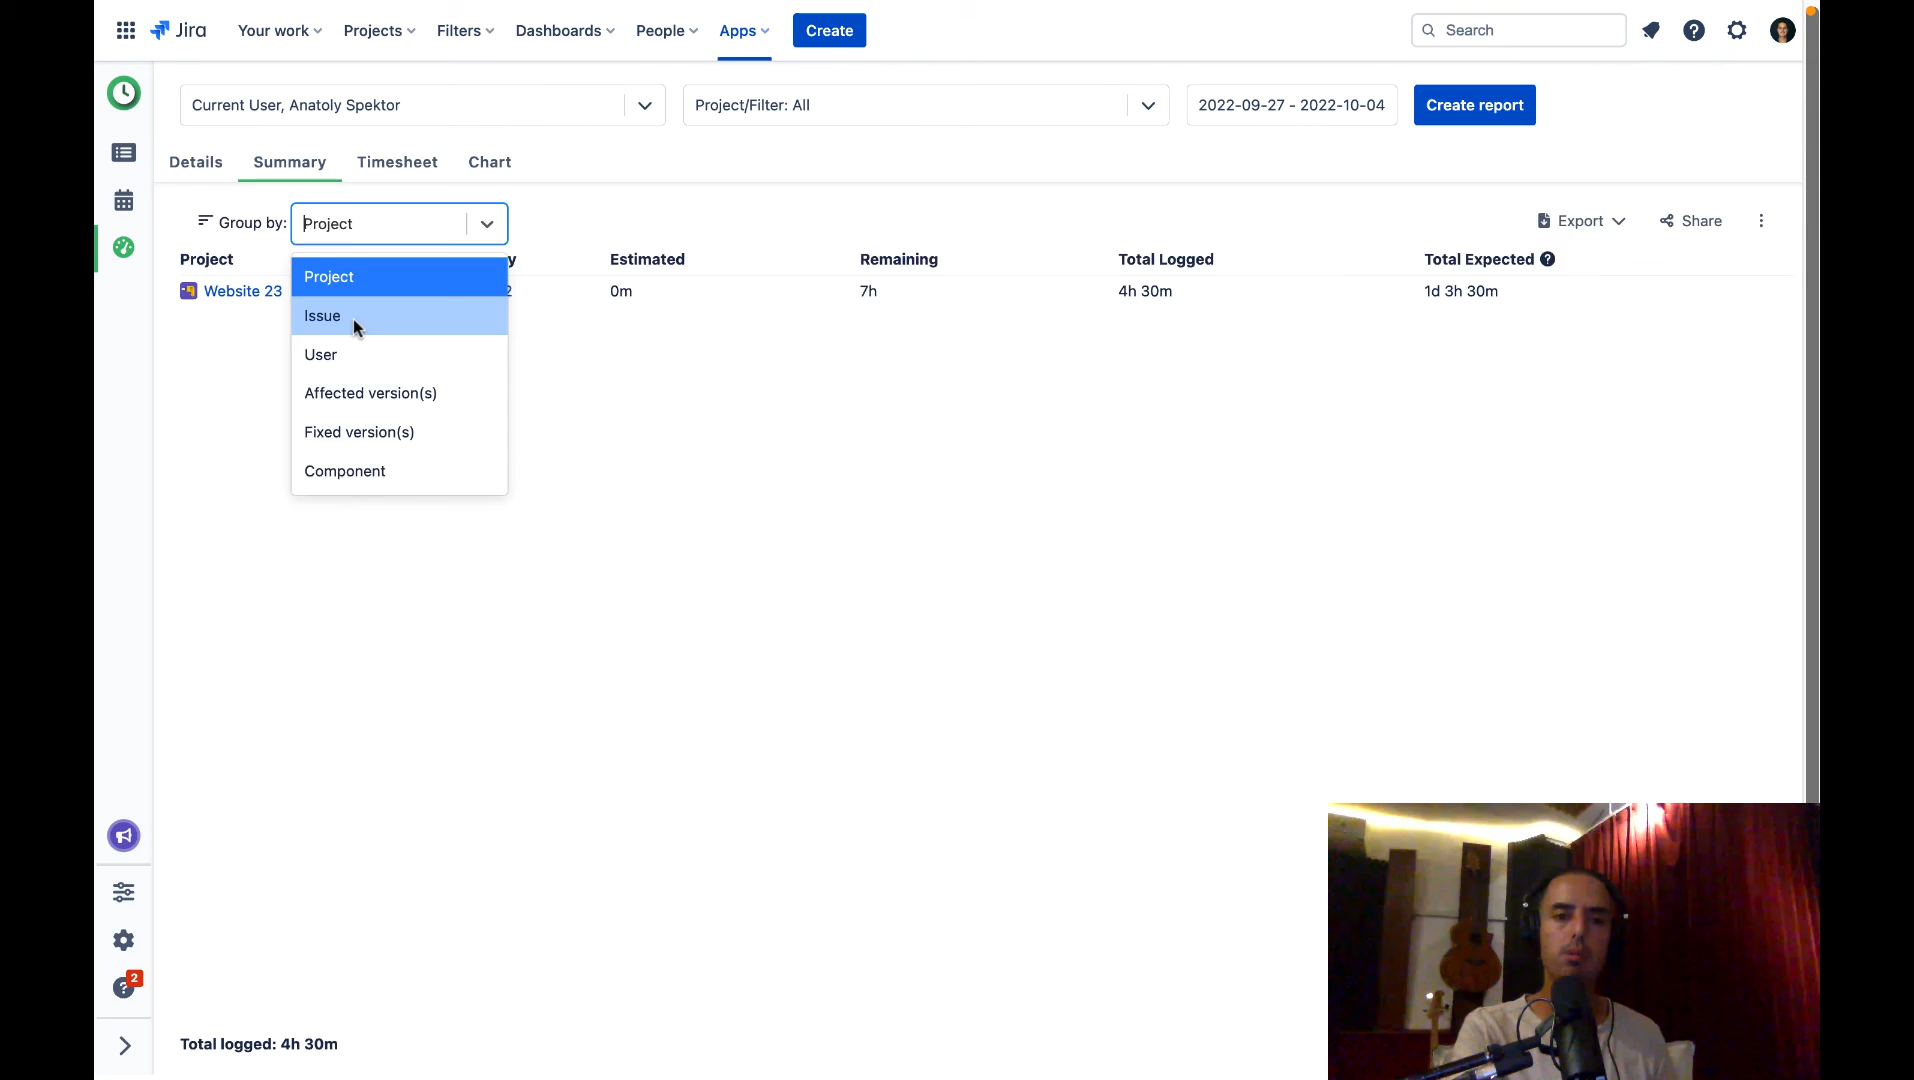 Jira Your work Projects Filters Dashboards People Apps Create Search
Current User, Anatoly Spektor Project/Filter: All 2022-09-27 - 2022-10-04 Create report
Details Summary Timesheet Chart
Group by: Project Export Share
Project y Estimated Remaining Total Logged Total Expected
Website 23 2 0m 7h 4h 30m 1d 3h 30m
Project
Issue
User
Affected version(s)
Fixed version(s)
Component
2
Total logged: 4h 30m